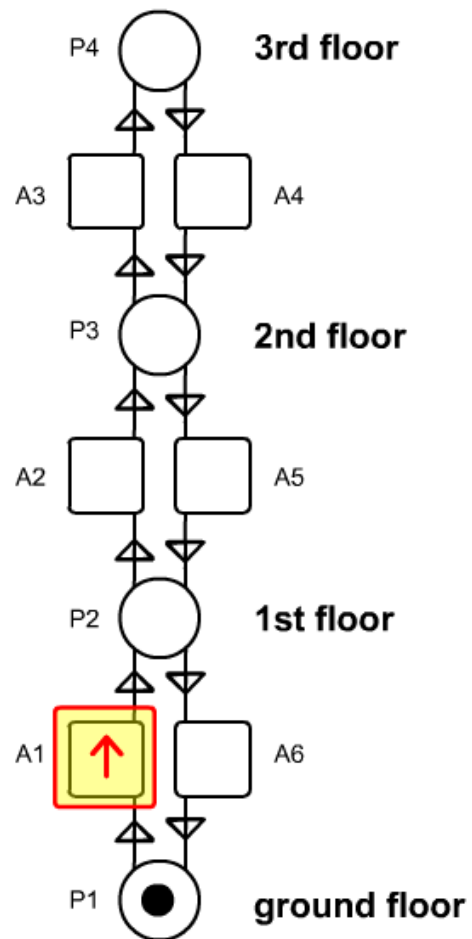 P4 3rd floor
A3 A4
P3 2nd floor
A2 A5
P2 1st floor
A1 A6
P1 ground floor